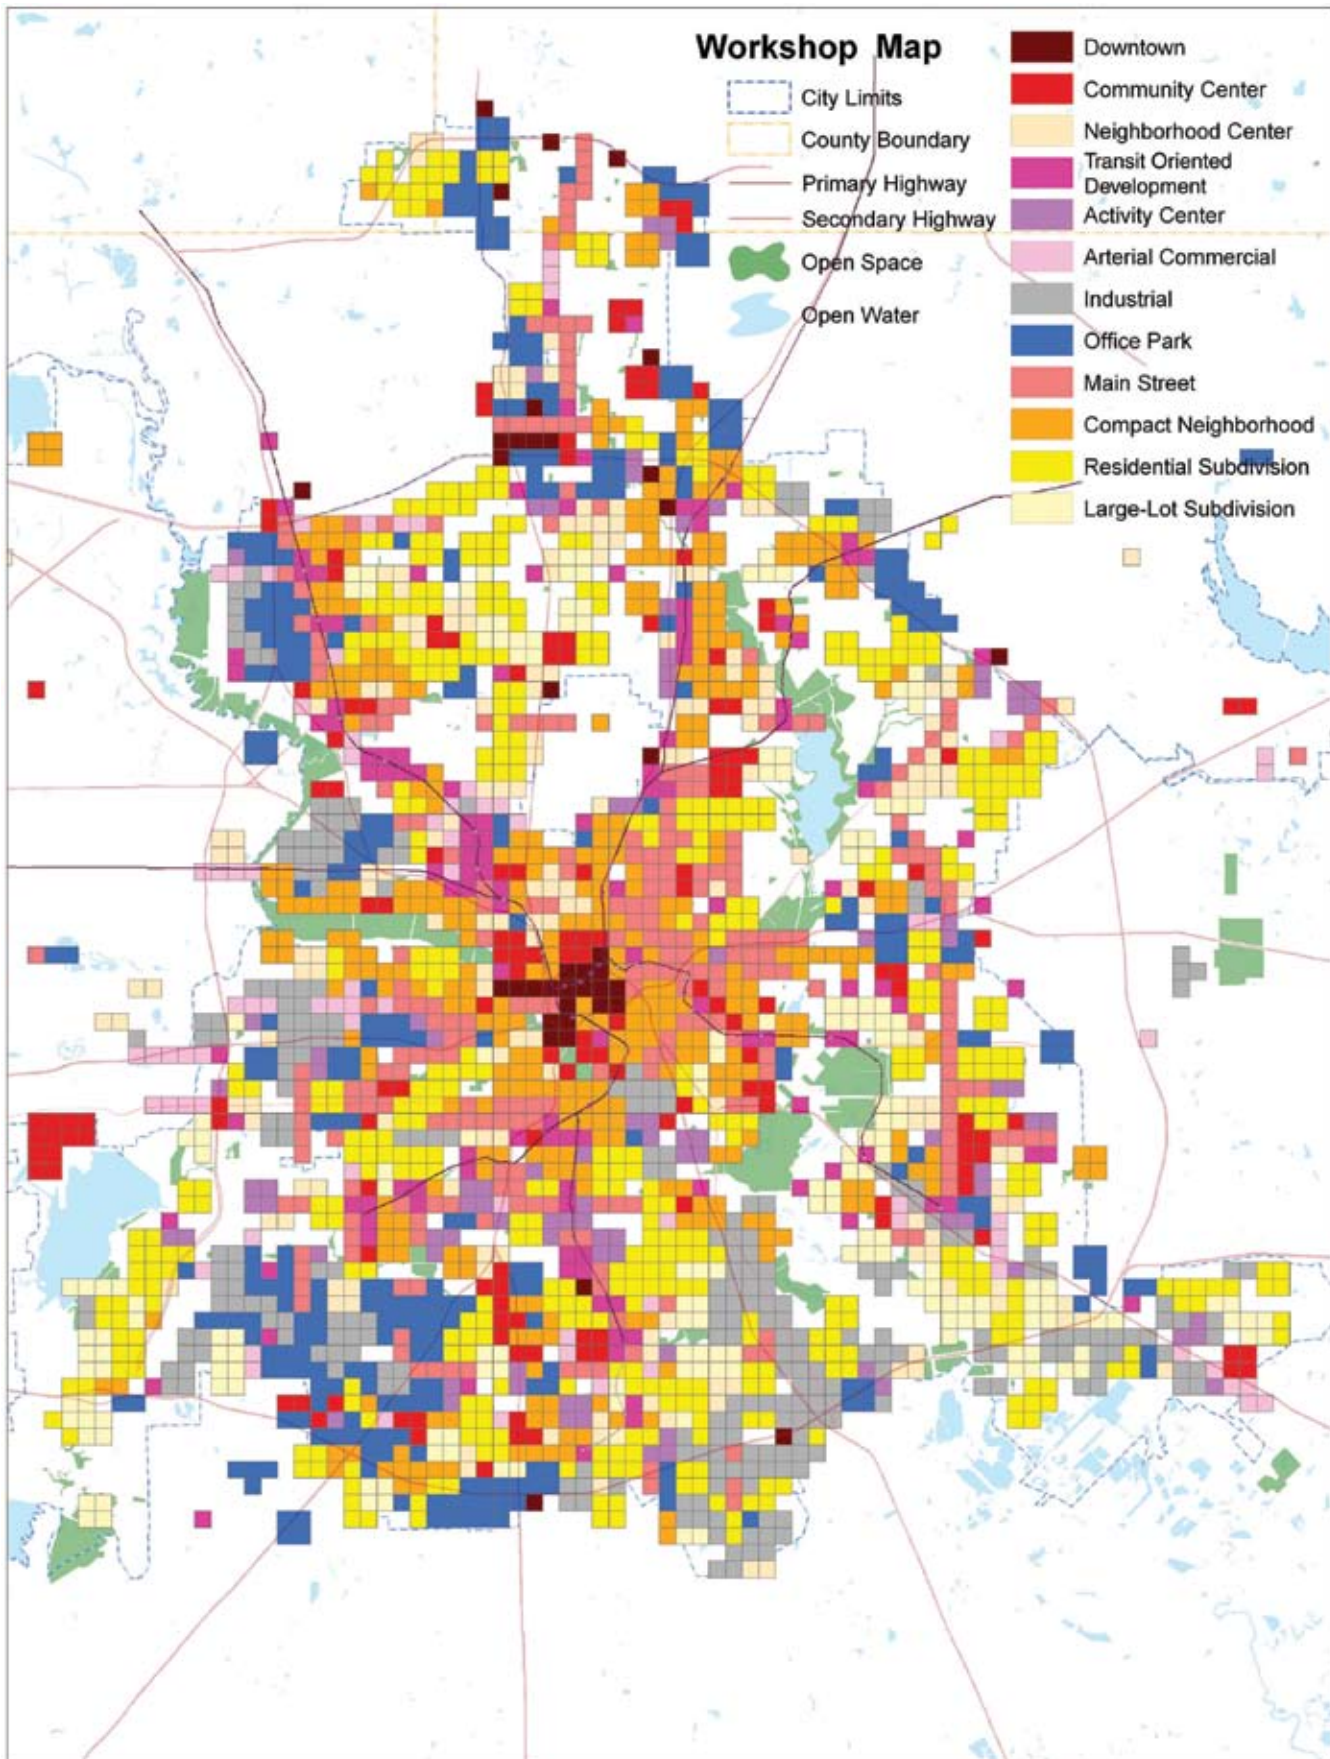 Workshop Map
City Limits
County Boundary
Primary Highway
Secondary Highway
Open Space
Open Water
Downtown
Community Center
Neighborhood Center
Transit Oriented
Development
Activity Center
Arterial Commercial
Industrial
Office Park
Main Street
Compact Neighborhood
Residential Subdivision
Large-Lot Subdivision